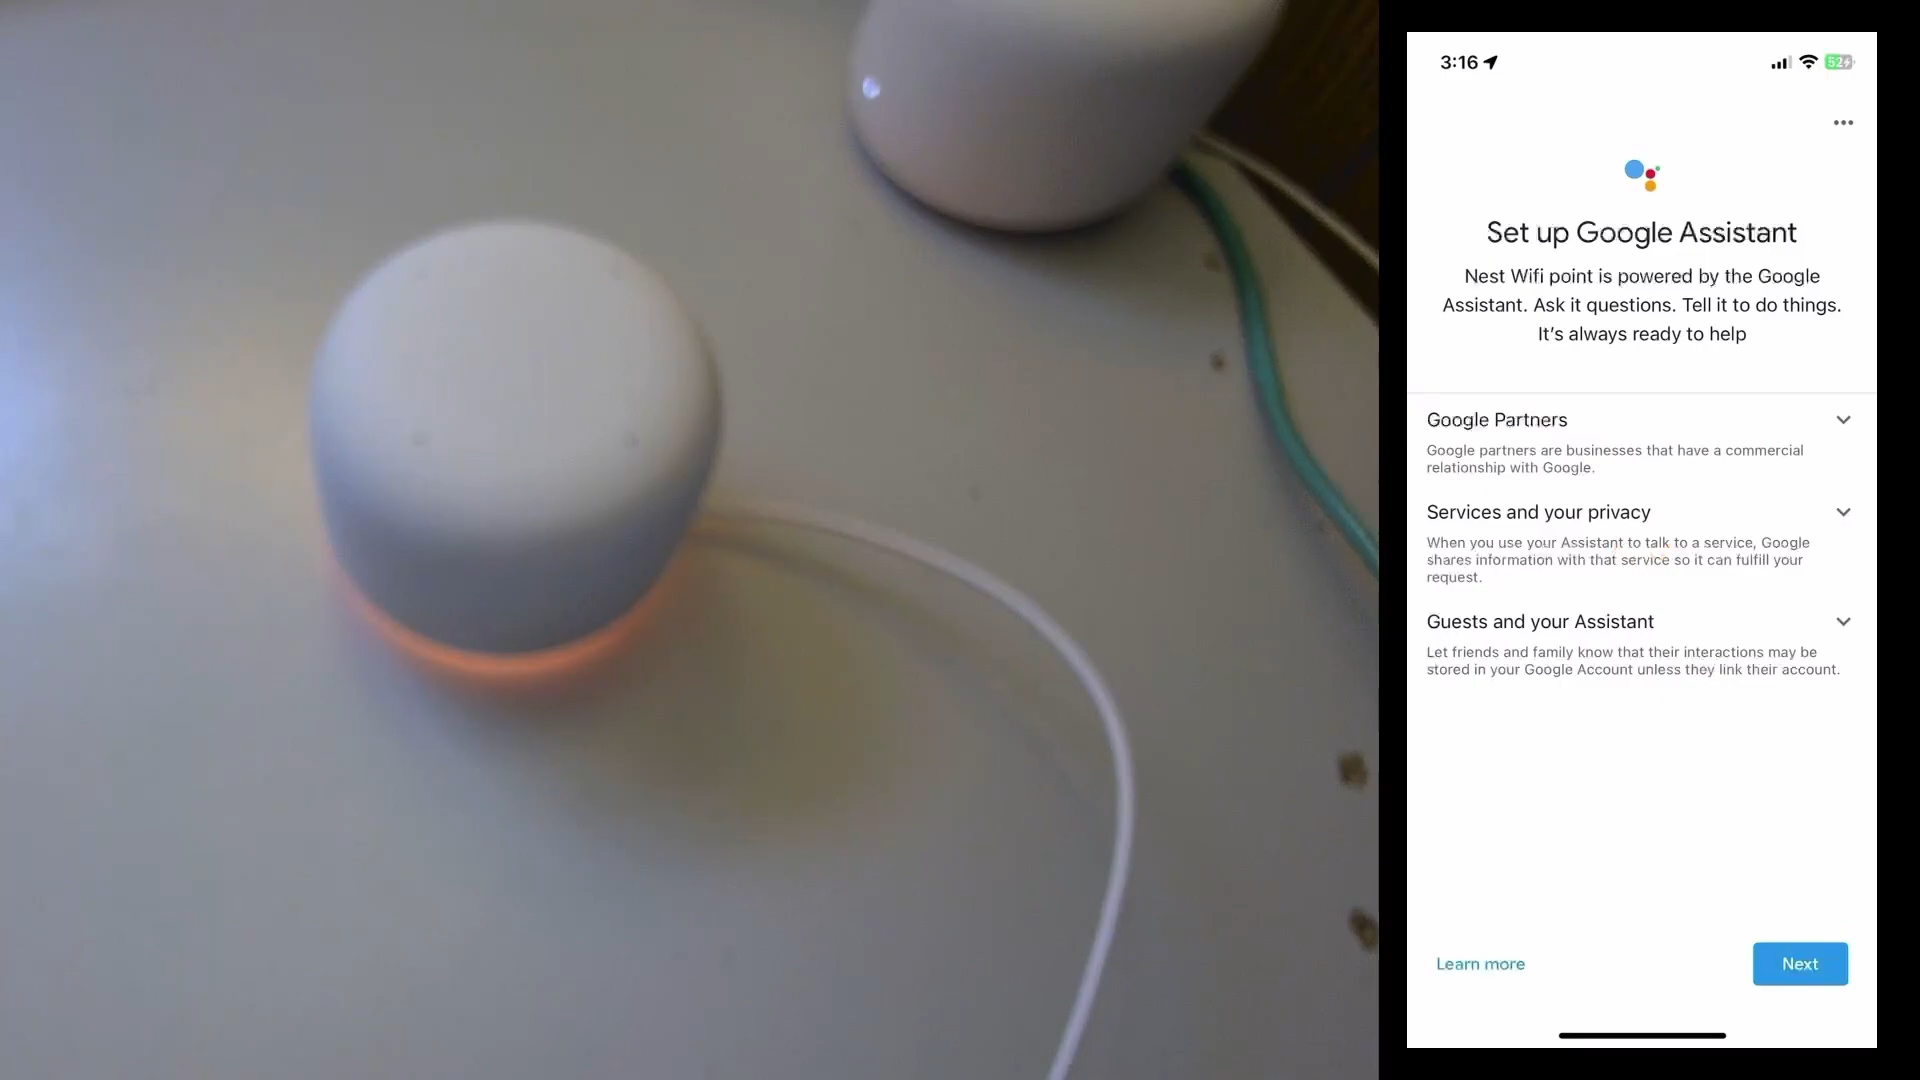 3:16
52
Set up Google Assistant
Nest Wifi point is powered by the Google
Assistant. Ask it questions. Tell it to do things.
It's always ready to help
Google Partners
Google partners are businesses that have a commercial
relationship with Google.
Services and your privacy
When you use your Assistant to talk to a service, Google
shares information with that service so it can fulfill your
request.
Guests and your Assistant
Let friends and family know that their interactions may be
stored in your Google Account unless they link their account.
Learn more
Next